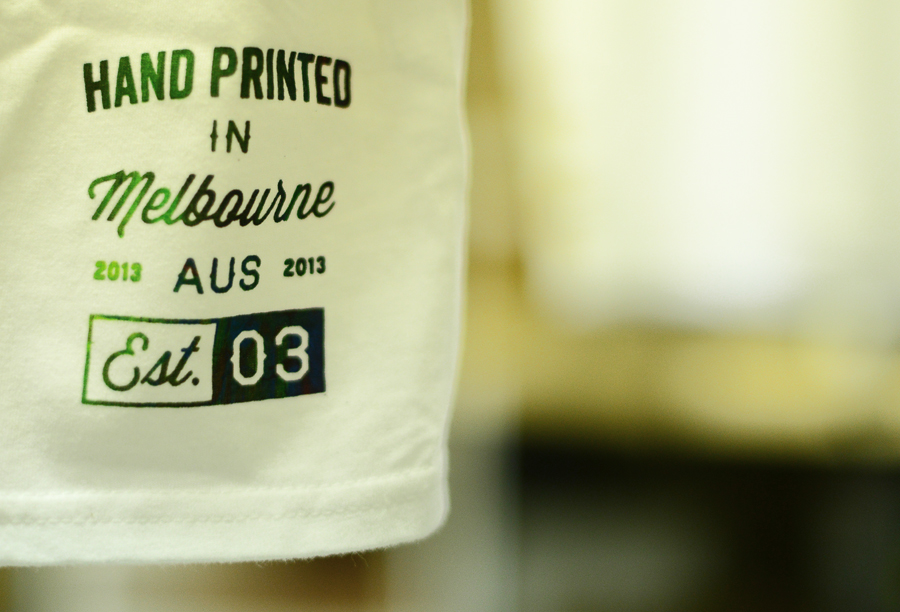 HAND PRINTED
IN
Melbourne
2013 AUS 2013
Est. 03